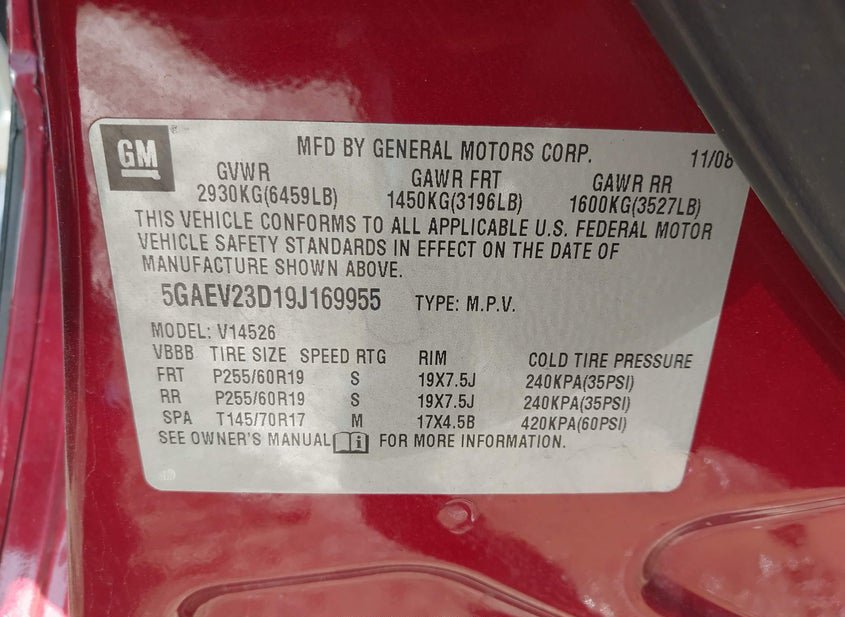 GM
MFD BY GENERAL MOTORS CORP. 11/08
GVWR GAWR FRT GAWR RR
2930KG(6459LB) 1450KG(3196LB) 1600KG(3527LB)
THIS VEHICLE CONFORMS TO ALL APPLICABLE U.S. FEDERAL MOTOR
VEHICLE SAFETY STANDARDS IN EFFECT ON THE DATE OF
MANUFACTURE SHOWN ABOVE.
5GAEV23D19J169955 TYPE: M.P.V.
MODEL: V14526
VBBB TIRE SIZE SPEED RTG RIM COLD TIRE PRESSURE
FRT P255/60R19 S 19X7.5J 240KPA(35PSI)
RR P255/60R19 S 19X7.5J 240KPA(35PSI)
SPA T145/70R17 M 17X4.5B 420KPA(60PSI)
SEE OWNER'S MANUAL i FOR MORE INFORMATION.